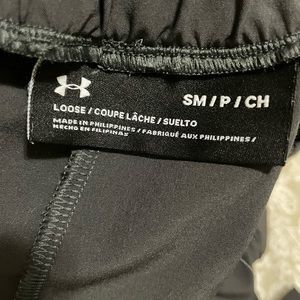 SM/P/CH
LOOSE / COUPE LÂCHE / SUELTO
MADE IN PHILIPPINES / FABRIQUÉ AUX PHILIPPINES /
HECHO EN FILIPINAS